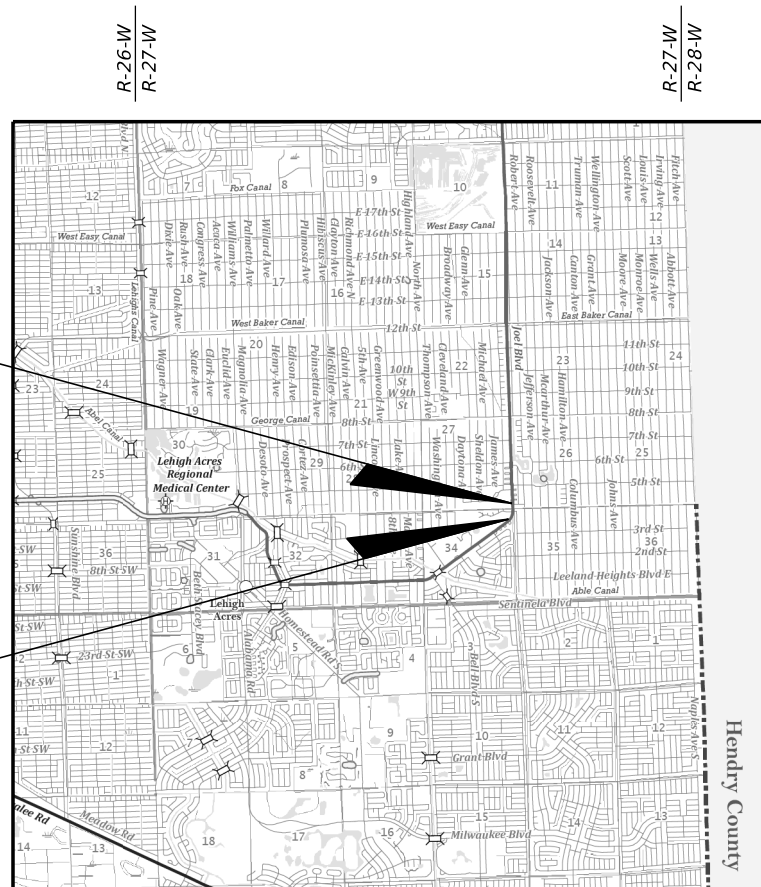 R-26-W
R-27-W
R-27-W
R-28-W
12
7
Fox Canal
8
9
10
11
12
West Easy Canal
West Easy Canal
E 17th St
E 16th St
E 15th St
E 14th St
E 13th St
12th St
Highland Ave
Robert Ave
Roosevelt Ave
Truman Ave
Wellington Ave
Scott Ave
Louis Ave
Irving Ave
Fitch Ave
Dixie Ave
Rush Ave
Congress Ave
Acaca Ave
Williams Ave
Palmetto Ave
Willard Ave
Plumosa Ave
Hibiscus Ave
Clayton Ave
Richmond Ave N
North Ave
Broadway Ave
Glenn Ave
Jackson Ave
Canton Ave
Grant Ave
Moore Ave
Monroe Ave
Wells Ave
Abbott Ave
13
18
17
16
15
14
13
Lehighs Canal
Pine Ave
Oak Ave
West Baker Canal
East Baker Canal
Joel Blvd
11th St
10th St
9th St
8th St
7th St
6th St
5th St
3rd St
2nd St
20
19
21
22
23
24
23
24
Wagner Ave
State Ave
Clark Ave
Euclid Ave
Magnolia Ave
Henry Ave
Edison Ave
Poinsettia Ave
McKinley Ave
Calvin Ave
5th Ave
Greenwood Ave
10th
St
W 9th
St
Thompson Ave
Cleveland Ave
Michael Ave
Jefferson Ave
Mcarthur Ave
Hamilton Ave
Abel Canal
George Canal
8th St
7th St
30
29
27
26
25
25
Lehigh Acres
Regional
Medical Center
Desoto Ave
Cortez Ave
Daytona Ave
Sheldon Ave
James Ave
Columbus Ave
Johns Ave
36
31
32
34
35
36
8th St SW
Sunshine Blvd
Beth Stacey Blvd
Leeland Heights Blvd E
Able Canal
Sentinela Blvd
Lehigh
Acres
Homestead Rd S
Alabama Rd
Bell Blvd S
23rd St SW
1
6
5
4
3
2
1
Naples Ave S
12
7
8
9
10
11
12
Grant Blvd
Hendry County
Meadow Rd
14
13
18
17
16
15
14
13
Milwaukee Blvd